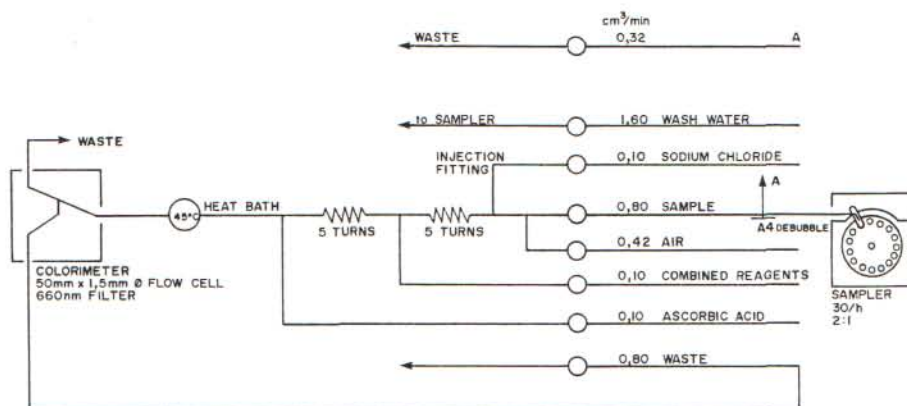 cm³/min
WASTE 0,32 A
to SAMPLER 1,60 WASH WATER
WASTE
INJECTION
FITTING
0,10 SODIUM CHLORIDE
A
45°C HEAT BATH
0,80 SAMPLE
5 TURNS 5 TURNS
A4 DEBUBBLE
0,42 AIR
COLORIMETER
50mm x 1,5mm Ø FLOW CELL
660nm FILTER
0,10 COMBINED REAGENTS
SAMPLER
30/h
2:1
0,10 ASCORBIC ACID
0,80 WASTE